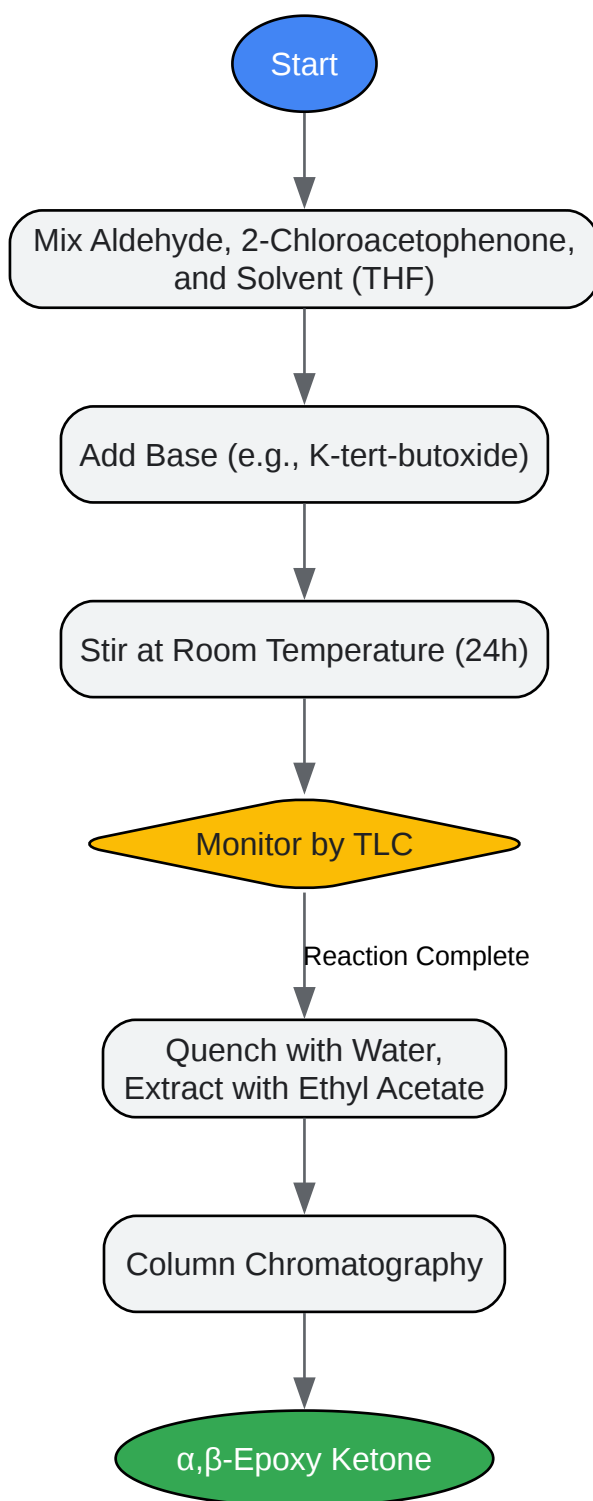 Start
Mix Aldehyde, 2-Chloroacetophenone,
and Solvent (THF)
Add Base (e.g., K-tert-butoxide)
Stir at Room Temperature (24h)
Monitor by TLC
Reaction Complete
Quench with Water,
Extract with Ethyl Acetate
Column Chromatography
α,β-Epoxy Ketone